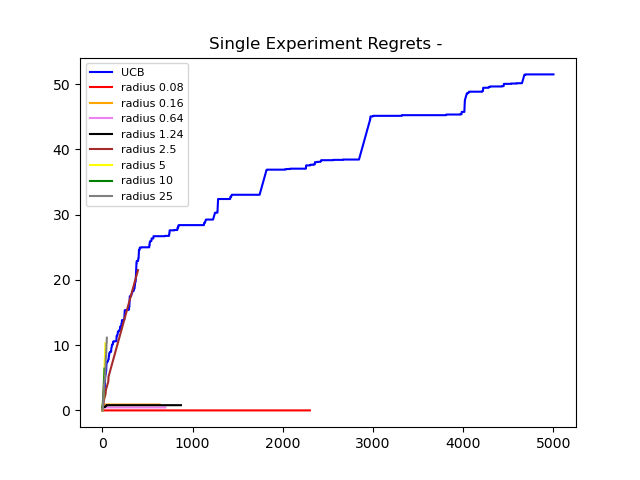 Single Experiment Regrets -
UCB
radius 0.08
radius 0.16
radius 0.64
radius 1.24
radius 2.5
radius 5
radius 10
radius 25
50
40
30
20
10
0
0 1000 2000 3000 4000 5000